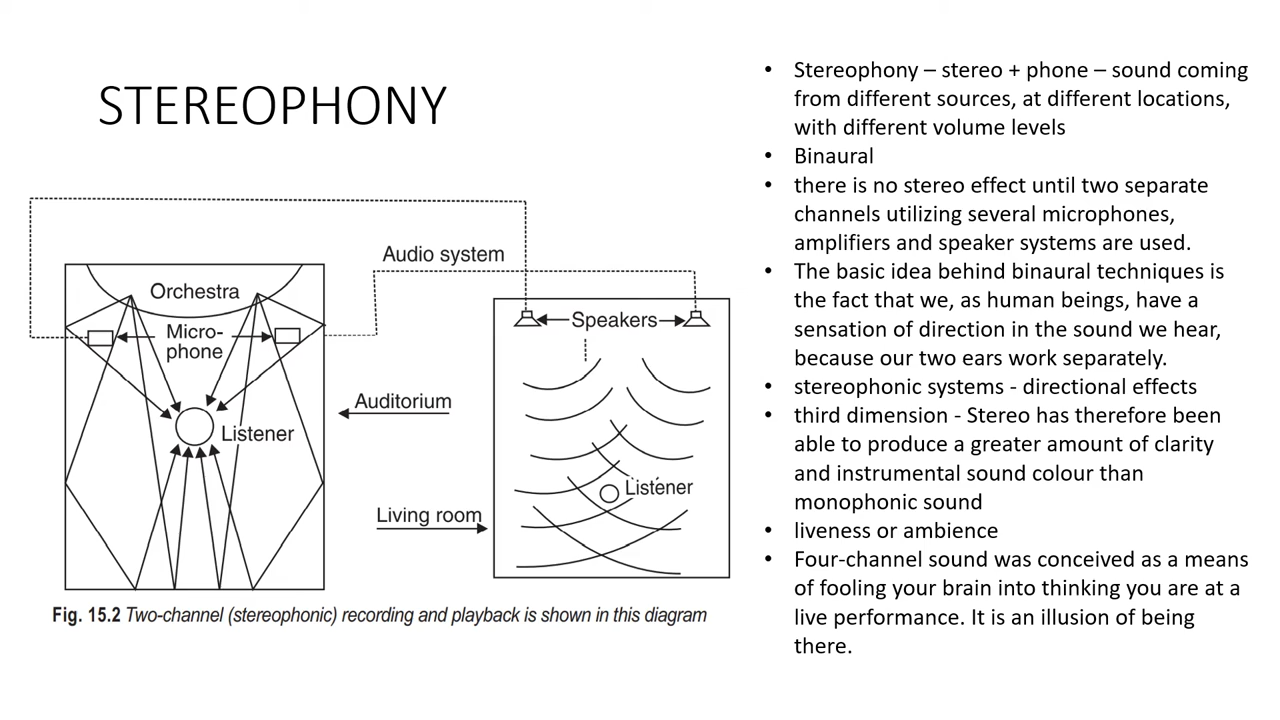 STEREOPHONY
Audio system
Orchestra
Micro-
phone
Listener
Auditorium
Living room
Speakers
Listener
Fig. 15.2 Two-channel (stereophonic) recording and playback is shown in this diagram
• Stereophony – stereo + phone – sound coming
from different sources, at different locations,
with different volume levels
• Binaural
• there is no stereo effect until two separate
channels utilizing several microphones,
amplifiers and speaker systems are used.
• The basic idea behind binaural techniques is
the fact that we, as human beings, have a
sensation of direction in the sound we hear,
because our two ears work separately.
• stereophonic systems - directional effects
• third dimension - Stereo has therefore been
able to produce a greater amount of clarity
and instrumental sound colour than
monophonic sound
• liveness or ambience
• Four-channel sound was conceived as a means
of fooling your brain into thinking you are at a
live performance. It is an illusion of being
there.